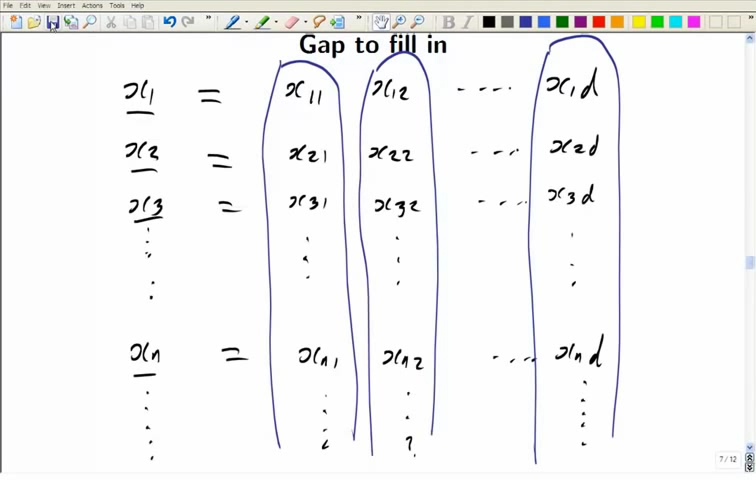 File Edit View Insert Actions Tools Help
Gap to fill in
x1 = x11 x12 .... x1d
x2 = x21 x22 .... x2d
x3 = x31 x32 .... x3d
xn = xn1 xn2 .... xnd
7 / 12